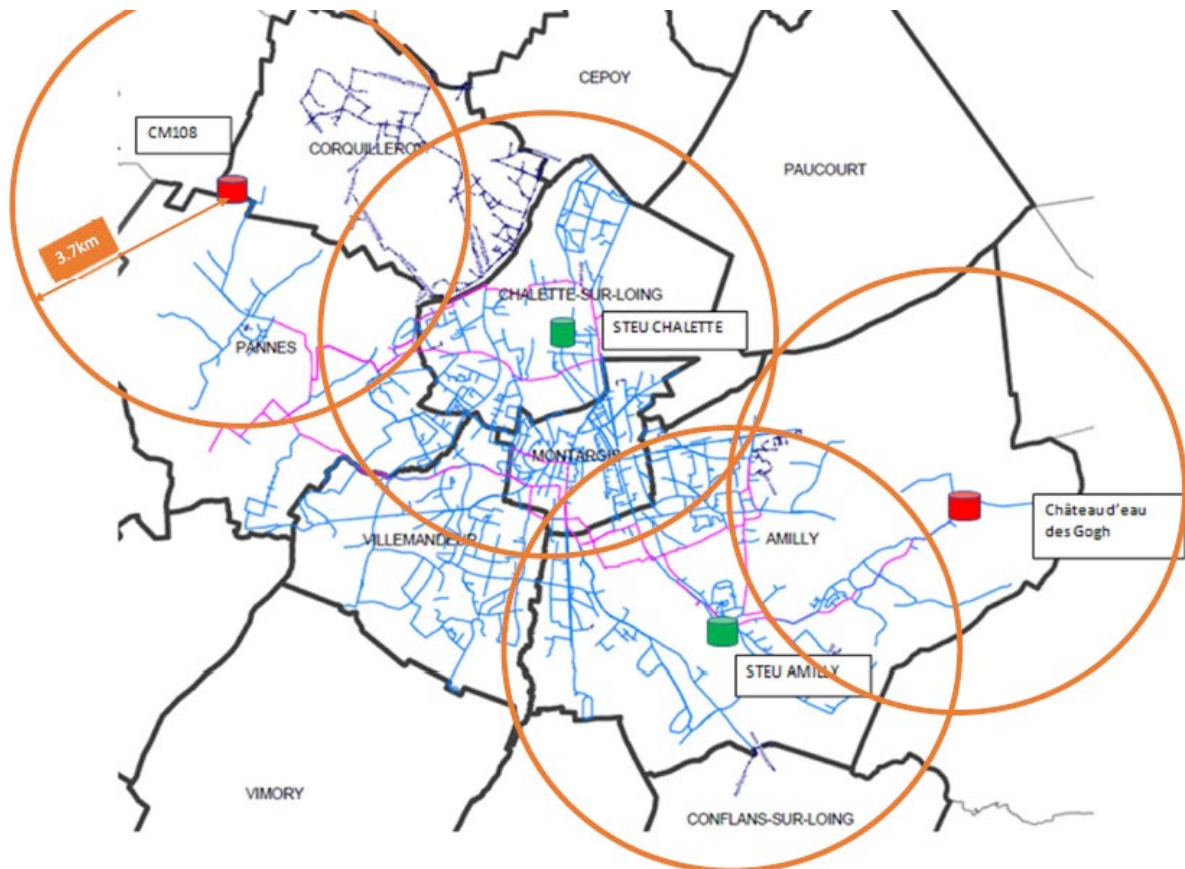 CEPOY
CM108
CORQUILLEROY
PAUCOURT
3.7km
CHALETTE-SUR-LOING
STEU CHALETTE
PANNES
MONTARGIS
Château d'eau
des Gogh
VILLEMANDEUR
AMILLY
STEU AMILLY
VIMORY
CONFLANS-SUR-LOING